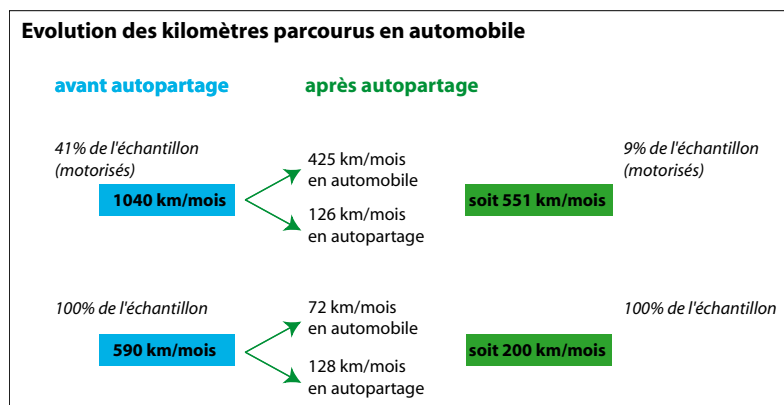 Evolution des kilomètres parcourus en automobile
avant autopartage
après autopartage
41% de l'échantillon
(motorisés)
1040 km/mois
425 km/mois
en automobile
126 km/mois
en autopartage
soit 551 km/mois
9% de l'échantillon
(motorisés)
100% de l'échantillon
590 km/mois
72 km/mois
en automobile
128 km/mois
en autopartage
soit 200 km/mois
100% de l'échantillon